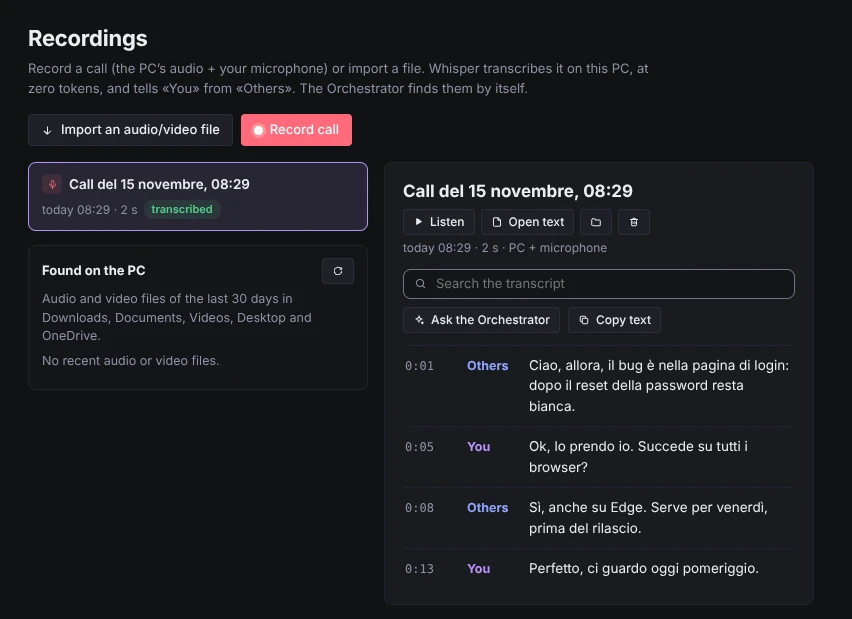 Recordings
Record a call (the PC’s audio + your microphone) or import a file. Whisper transcribes it on this PC, at
zero tokens, and tells «You» from «Others». The Orchestrator finds them by itself.
Import an audio/video file
Record call
Call del 15 novembre, 08:29
today 08:29 · 2 s transcribed
Found on the PC
Audio and video files of the last 30 days in
Downloads, Documents, Videos, Desktop and
OneDrive.
No recent audio or video files.
Call del 15 novembre, 08:29
Listen
Open text
today 08:29 · 2 s · PC + microphone
Search the transcript
Ask the Orchestrator
Copy text
0:01 Others Ciao, allora, il bug è nella pagina di login:
dopo il reset della password resta
bianca.
0:05 You Ok, lo prendo io. Succede su tutti i
browser?
0:08 Others Sì, anche su Edge. Serve per venerdì,
prima del rilascio.
0:13 You Perfetto, ci guardo oggi pomeriggio.